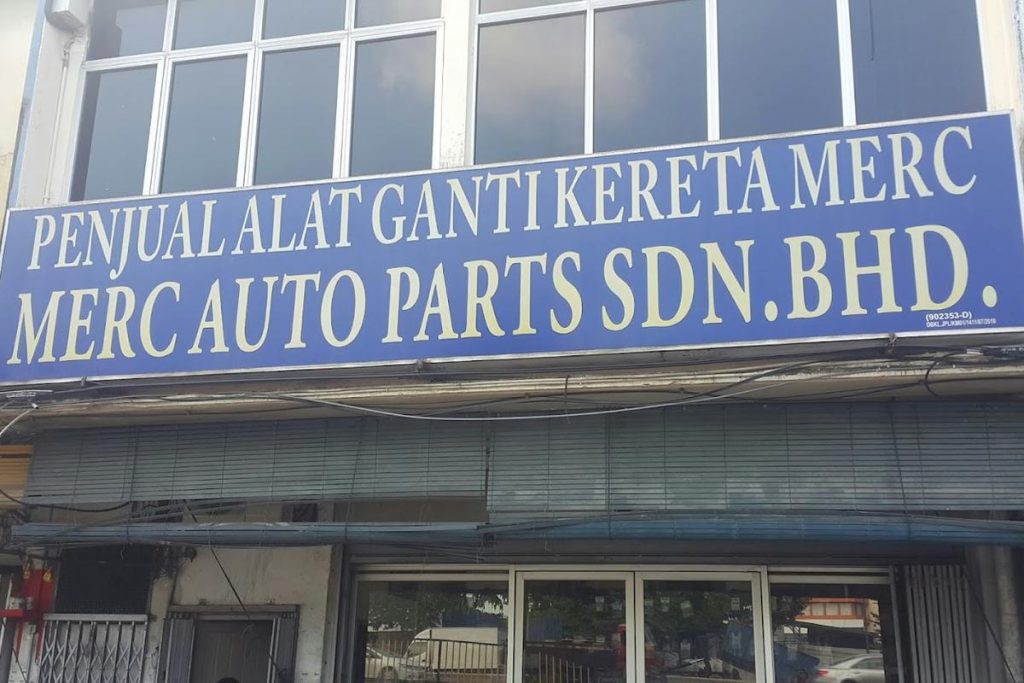 PENJUAL ALAT GANTI KERETA MERC
MERC AUTO PARTS SDN.BHD.
(902353-D)